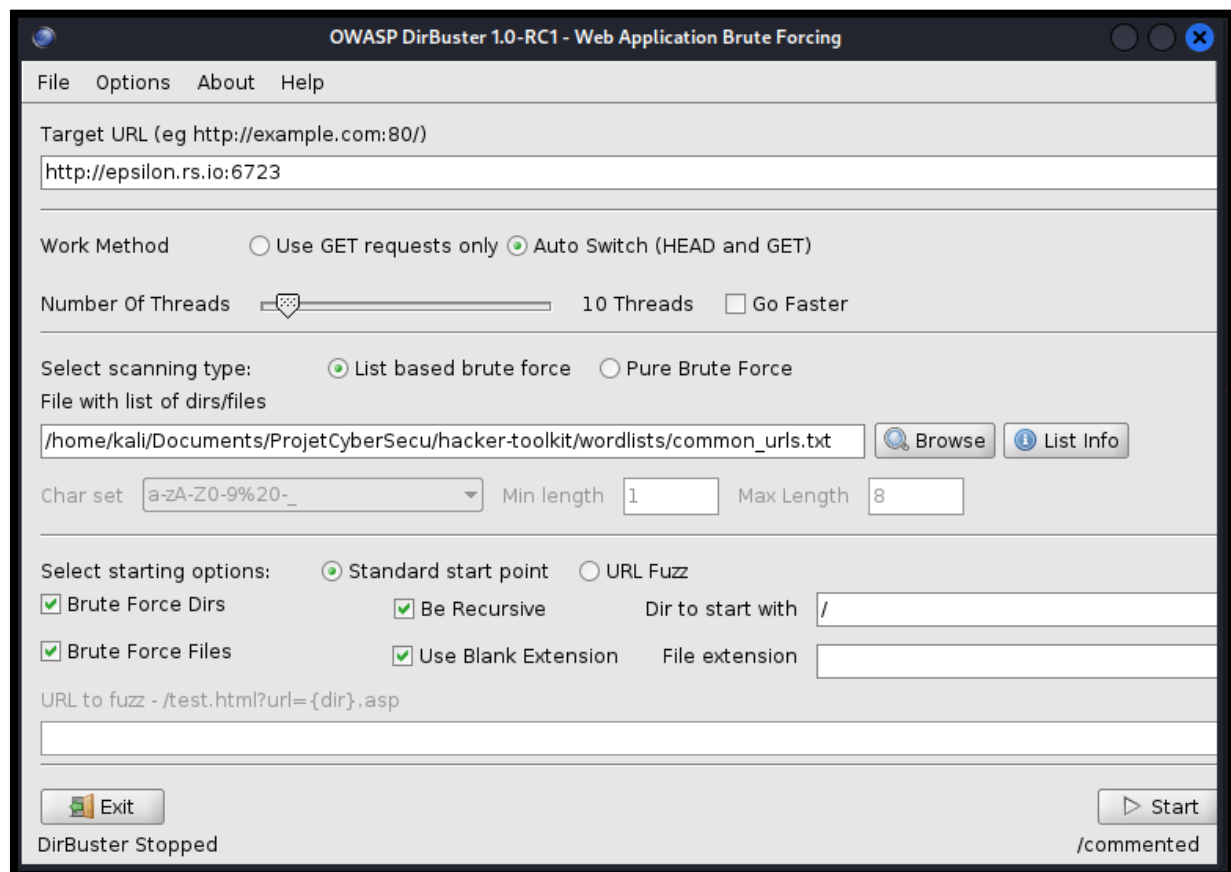 OWASP DirBuster 1.0-RC1 - Web Application Brute Forcing
File Options About Help
Target URL (eg http://example.com:80/)
http://epsilon.rs.io:6723
Work Method Use GET requests only Auto Switch (HEAD and GET)
Number Of Threads 10 Threads Go Faster
Select scanning type: List based brute force Pure Brute Force
File with list of dirs/files
/home/kali/Documents/ProjetCyberSecu/hacker-toolkit/wordlists/common_urls.txt Browse List Info
Char set a-zA-Z0-9%20-_ Min length 1 Max Length 8
Select starting options: Standard start point URL Fuzz
Brute Force Dirs Be Recursive Dir to start with /
Brute Force Files Use Blank Extension File extension
URL to fuzz - /test.html?url={dir}.asp
Exit Start
DirBuster Stopped /commented